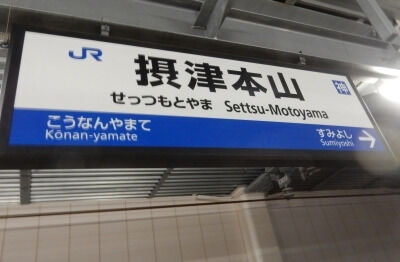 JR 摂津本山 神
せっつもとやま Settsu-Motoyama
こうなんやまて すみよし
Kōnan-yamate Sumiyoshi